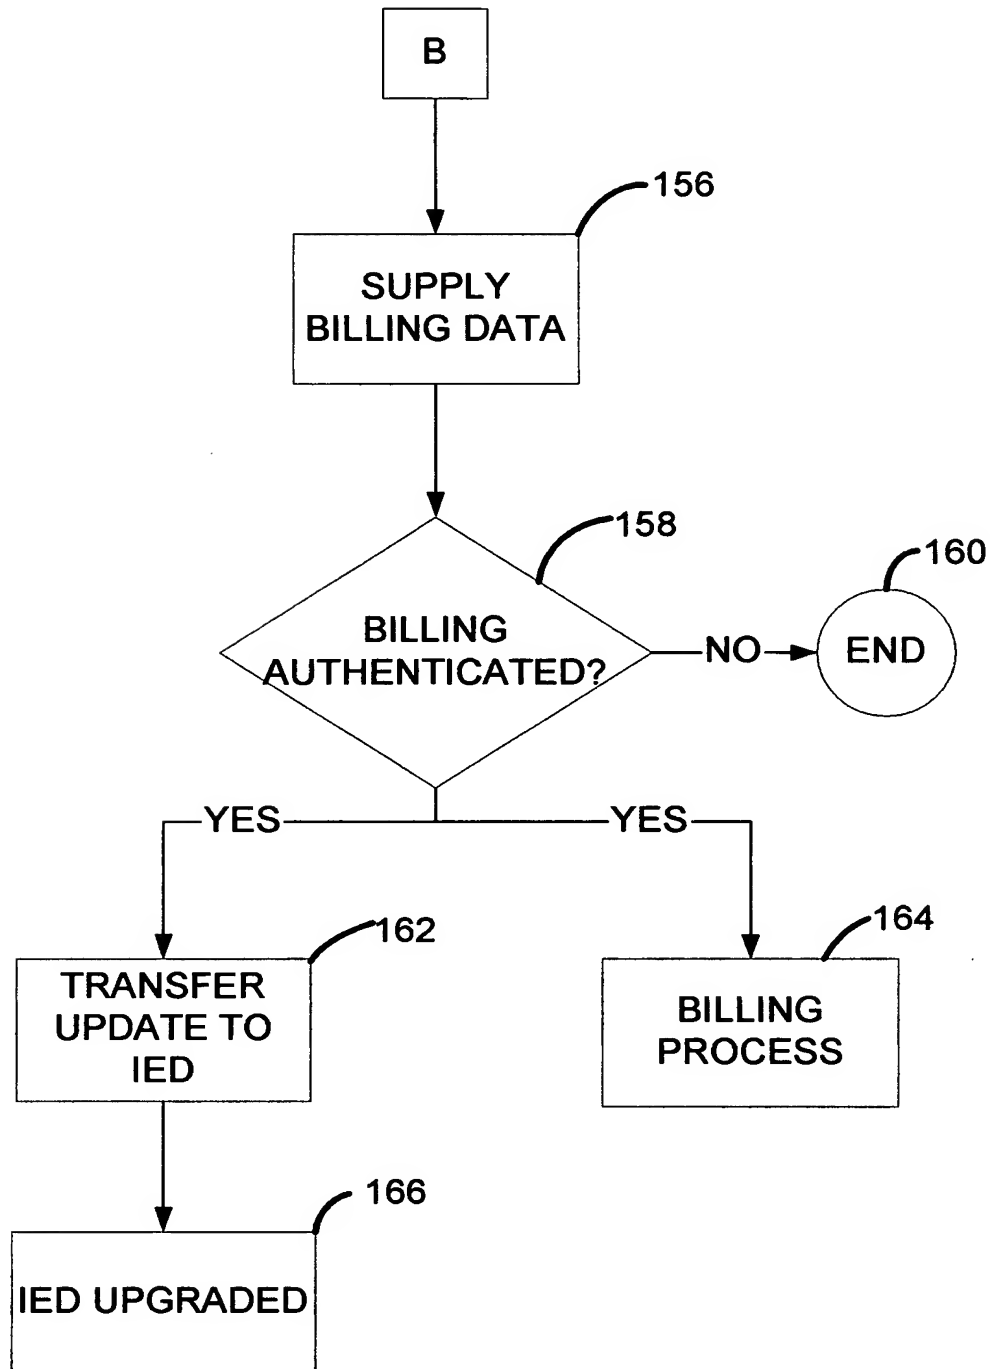 B
156
SUPPLY
BILLING DATA
158
160
BILLING
AUTHENTICATED?
NO
END
YES
YES
162
164
TRANSFER
UPDATE TO
IED
BILLING
PROCESS
166
IED UPGRADED